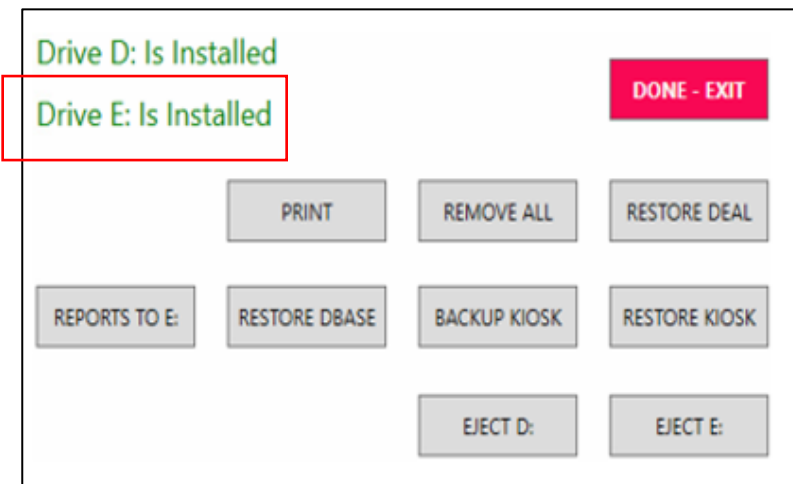 Drive D: Is Installed
DONE - EXIT
Drive E: Is Installed
PRINT
REMOVE ALL
RESTORE DEAL
REPORTS TO E:
RESTORE DBASE
BACKUP KIOSK
RESTORE KIOSK
EJECT D:
EJECT E: